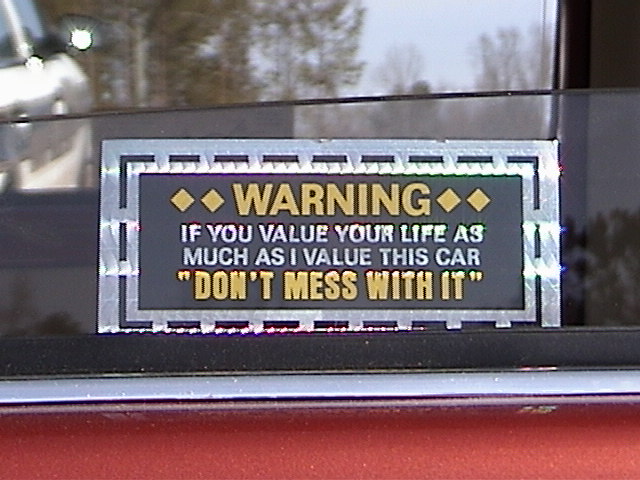 ◆◆ WARNING ◆◆
IF YOU VALUE YOUR LIFE AS
MUCH AS I VALUE THIS CAR
"DON'T MESS WITH IT"